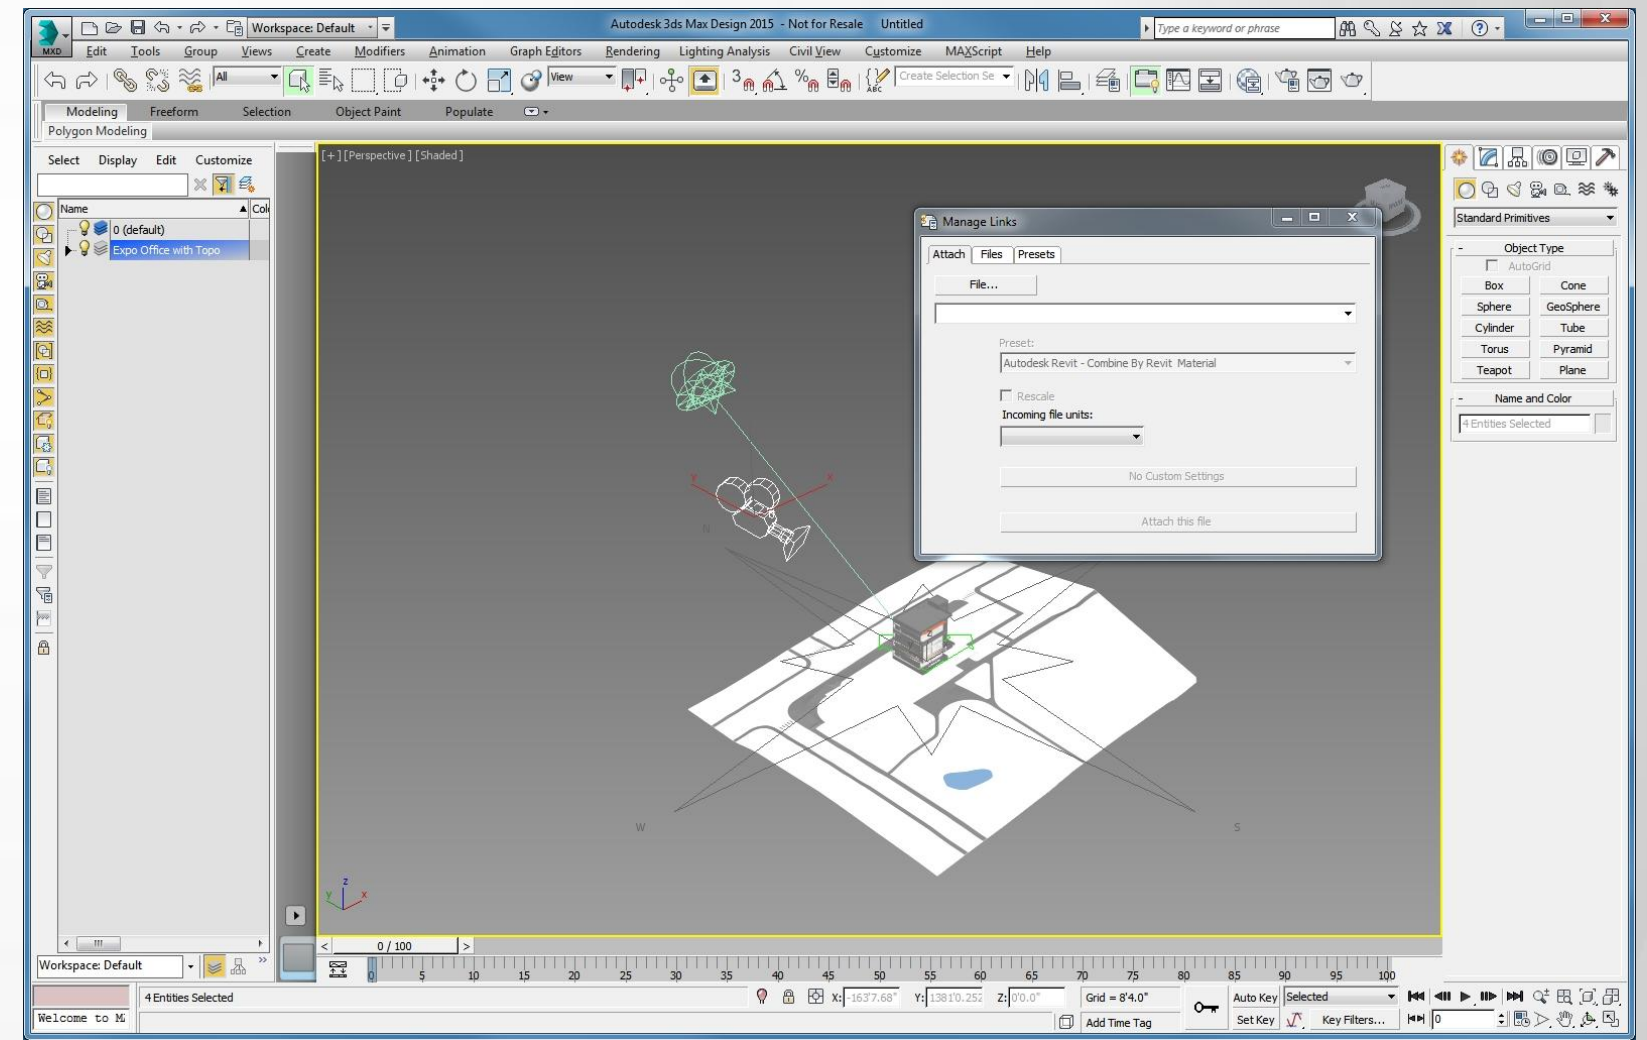 Workspace: Default
Autodesk 3ds Max Design 2015 - Not for Resale Untitled
Type a keyword or phrase
MXD
Edit Tools Group Views Create Modifiers Animation Graph Editors Rendering Lighting Analysis Civil View Customize MAXScript Help
All
View
3
%
ABC
Create Selection Se
Modeling Freeform Selection Object Paint Populate
Polygon Modeling
Select Display Edit Customize
Name
Col
0 (default)
Expo Office with Topo
[+] [Perspective] [Shaded]
Manage Links
Attach Files Presets
File...
Preset:
Autodesk Revit - Combine By Revit Material
Rescale
Incoming file units:
No Custom Settings
Attach this file
Standard Primitives
- Object Type
AutoGrid
Box Cone
Sphere GeoSphere
Cylinder Tube
Torus Pyramid
Teapot Plane
- Name and Color
4 Entities Selected
Y X
N
Z
W S
z
y x
< 0 / 100 >
Workspace: Default
0 5 10 15 20 25 30 35 40 45 50 55 60 65 70 75 80 85 90 95 100
4 Entities Selected
X: -163'7.68" Y: 1381'0.252 Z: 0'0.0"
Grid = 8'4.0"
Auto Key Selected
Welcome to M
Add Time Tag
Set Key Key Filters...
0